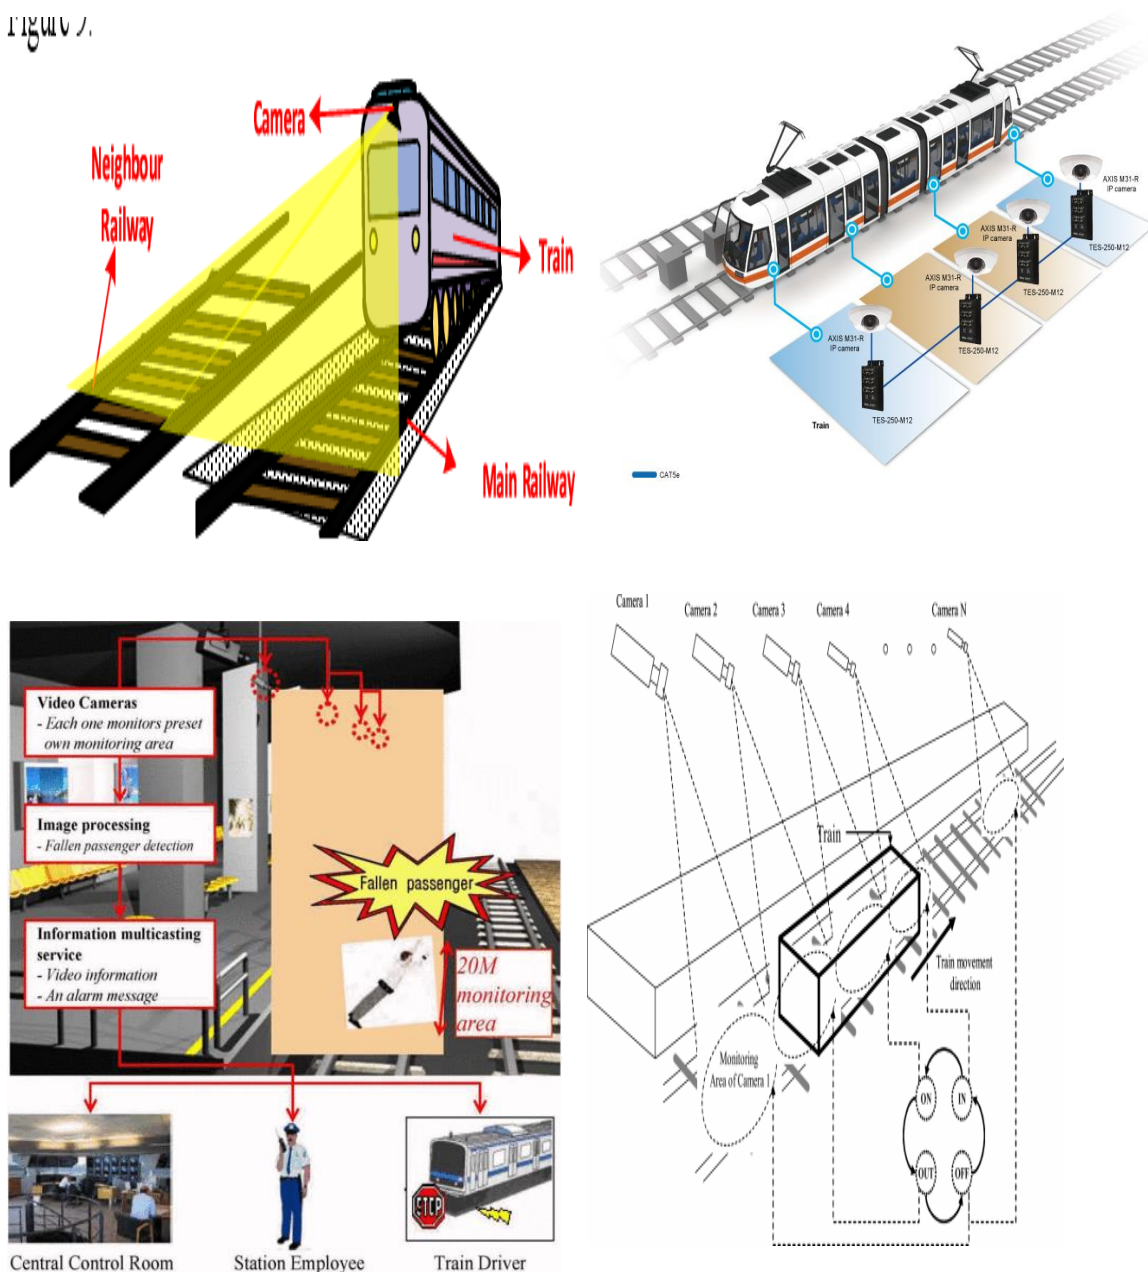 Figure 9.
Camera
Neighbour
Railway
Train
Main Railway
AXIS M31-R
IP camera
TES-250-M12
AXIS M31-R
IP camera
TES-250-M12
AXIS M31-R
IP camera
TES-250-M12
AXIS M31-R
IP camera
TES-250-M12
Train
CAT5e
Video Cameras
- Each one monitors preset
own monitoring area
Image processing
- Fallen passenger detection
Information multicasting
service
- Video information
- An alarm message
Fallen passenger
20M
monitoring
area
STOP
Central Control Room
Station Employee
Train Driver
Camera 1
Camera 2
Camera 3
Camera 4
Camera N
Train
Train movement
direction
Monitoring
Area of Camera 1
ON
IN
OUT
OFF